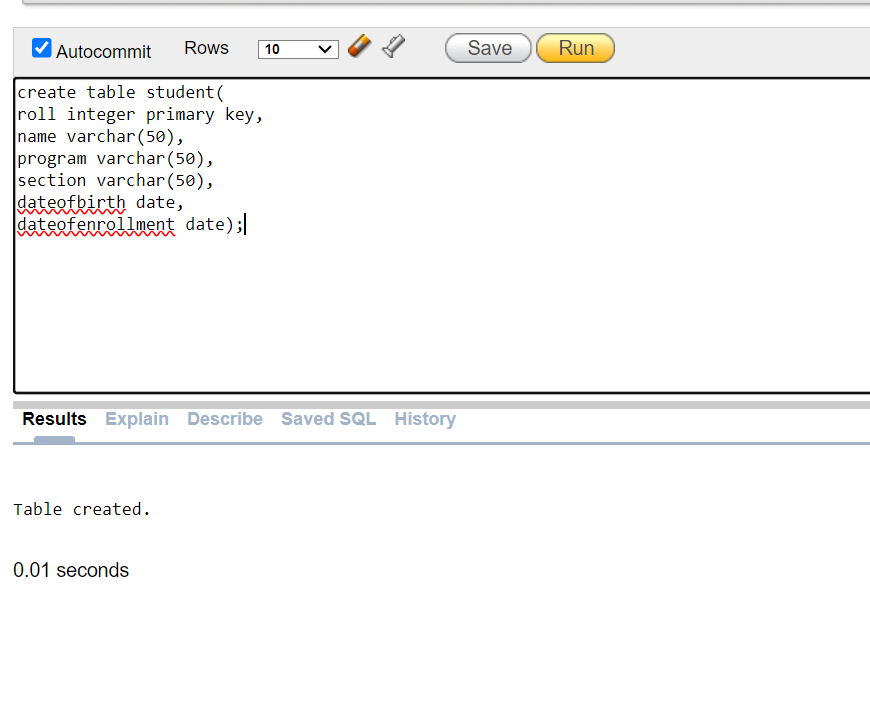 Autocommit Rows 10 Save Run
create table student(
roll integer primary key,
name varchar(50),
program varchar(50),
section varchar(50),
dateofbirth date,
dateofenrollment date);
Results Explain Describe Saved SQL History
Table created.
0.01 seconds